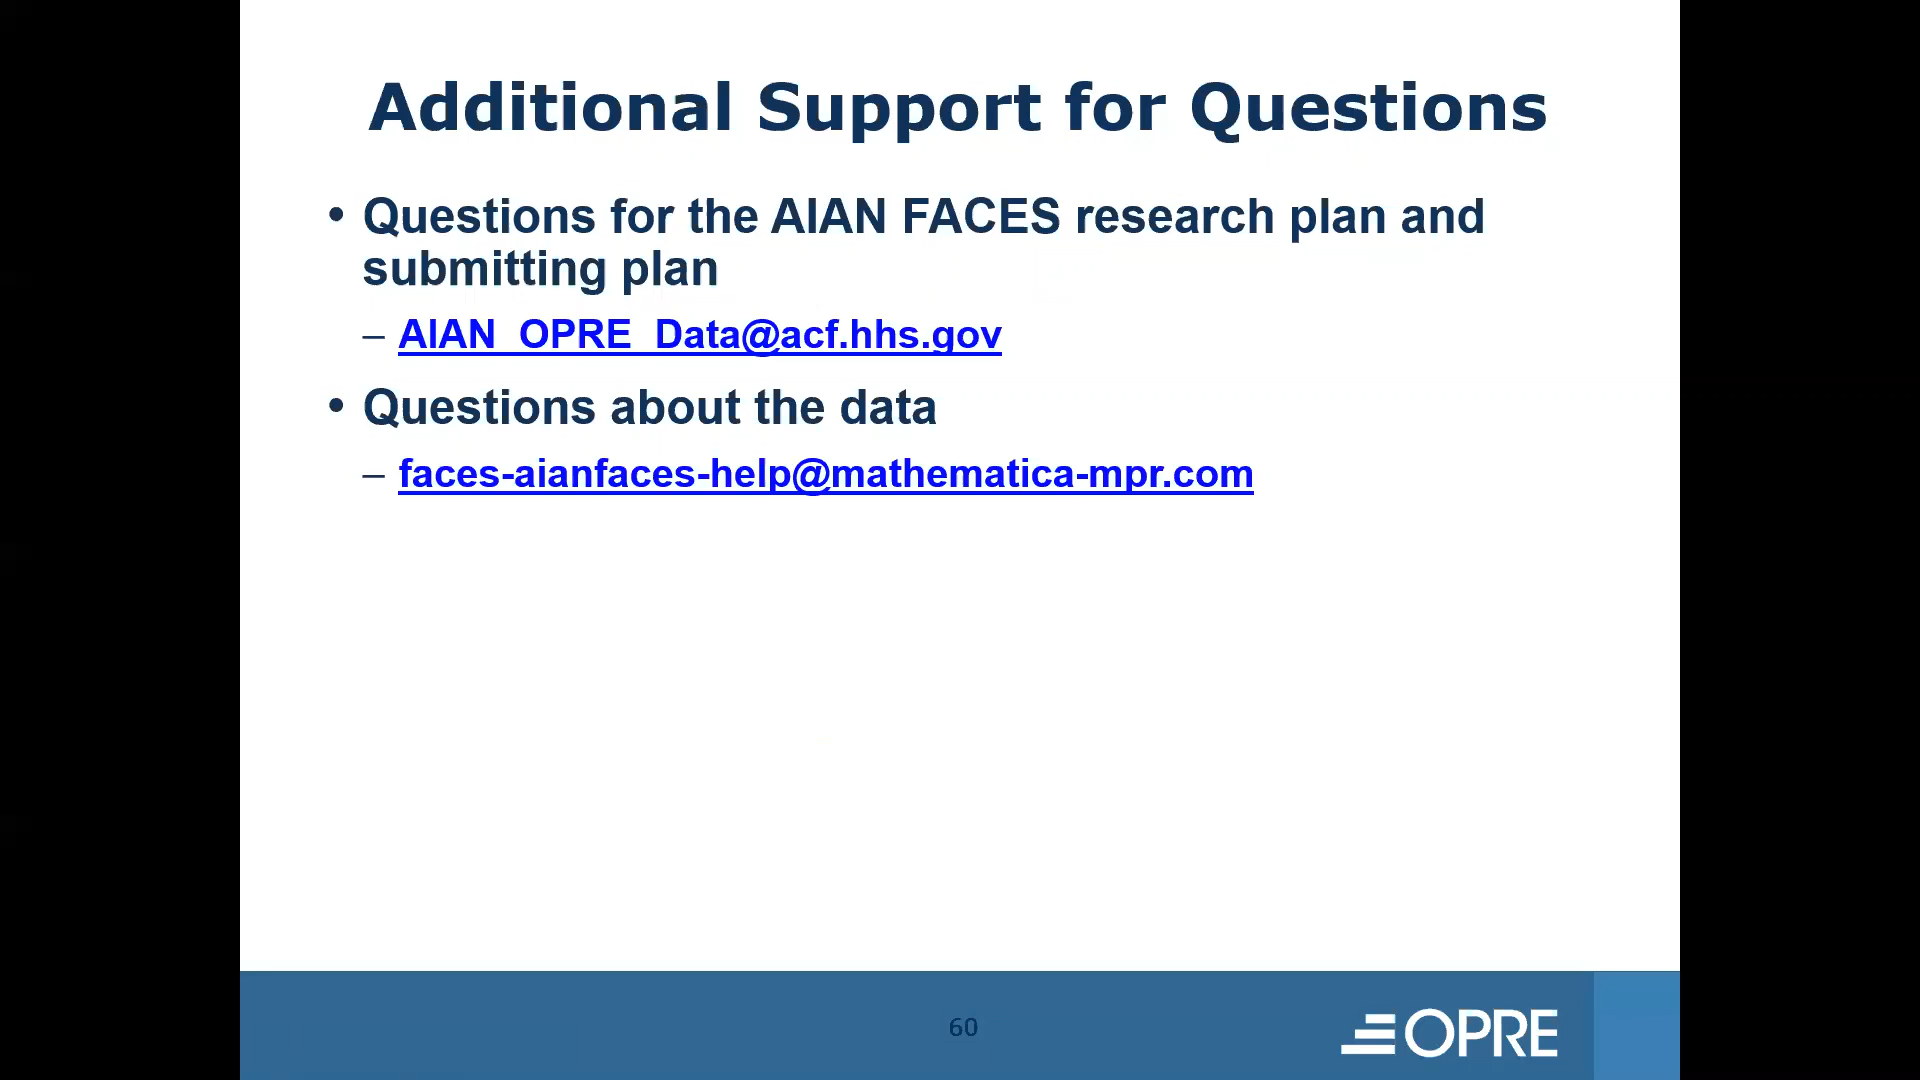 Additional Support for Questions
• Questions for the AIAN FACES research plan and
submitting plan
– AIAN_OPRE_Data@acf.hhs.gov
• Questions about the data
– faces-aianfaces-help@mathematica-mpr.com
60
OPRE